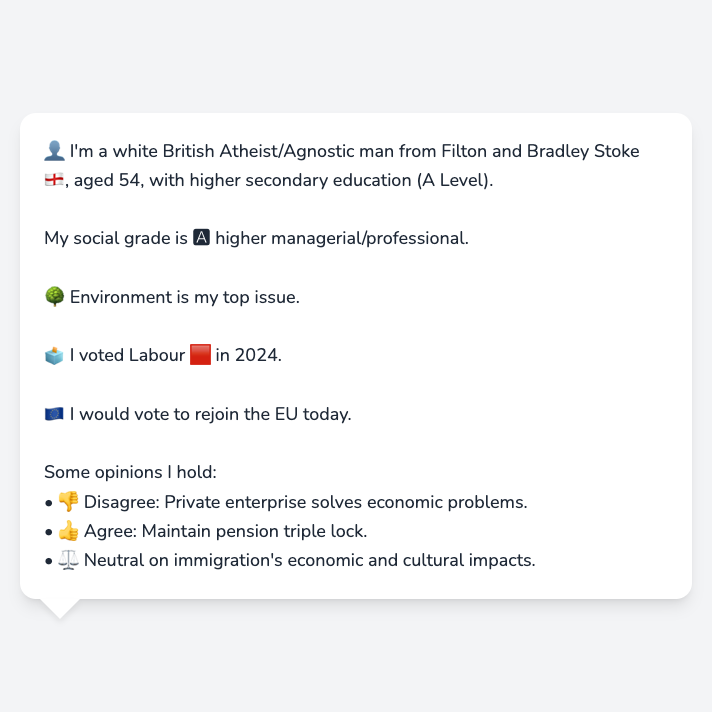 👤 I'm a white British Atheist/Agnostic man from Filton and Bradley Stoke
🏴󠁧󠁢󠁥󠁮󠁧󠁿, aged 54, with higher secondary education (A Level).
My social grade is 🅰 higher managerial/professional.
🌳 Environment is my top issue.
🗳️ I voted Labour 🟥 in 2024.
🇪🇺 I would vote to rejoin the EU today.
Some opinions I hold:
• 👎 Disagree: Private enterprise solves economic problems.
• 👍 Agree: Maintain pension triple lock.
• ⚖️ Neutral on immigration's economic and cultural impacts.